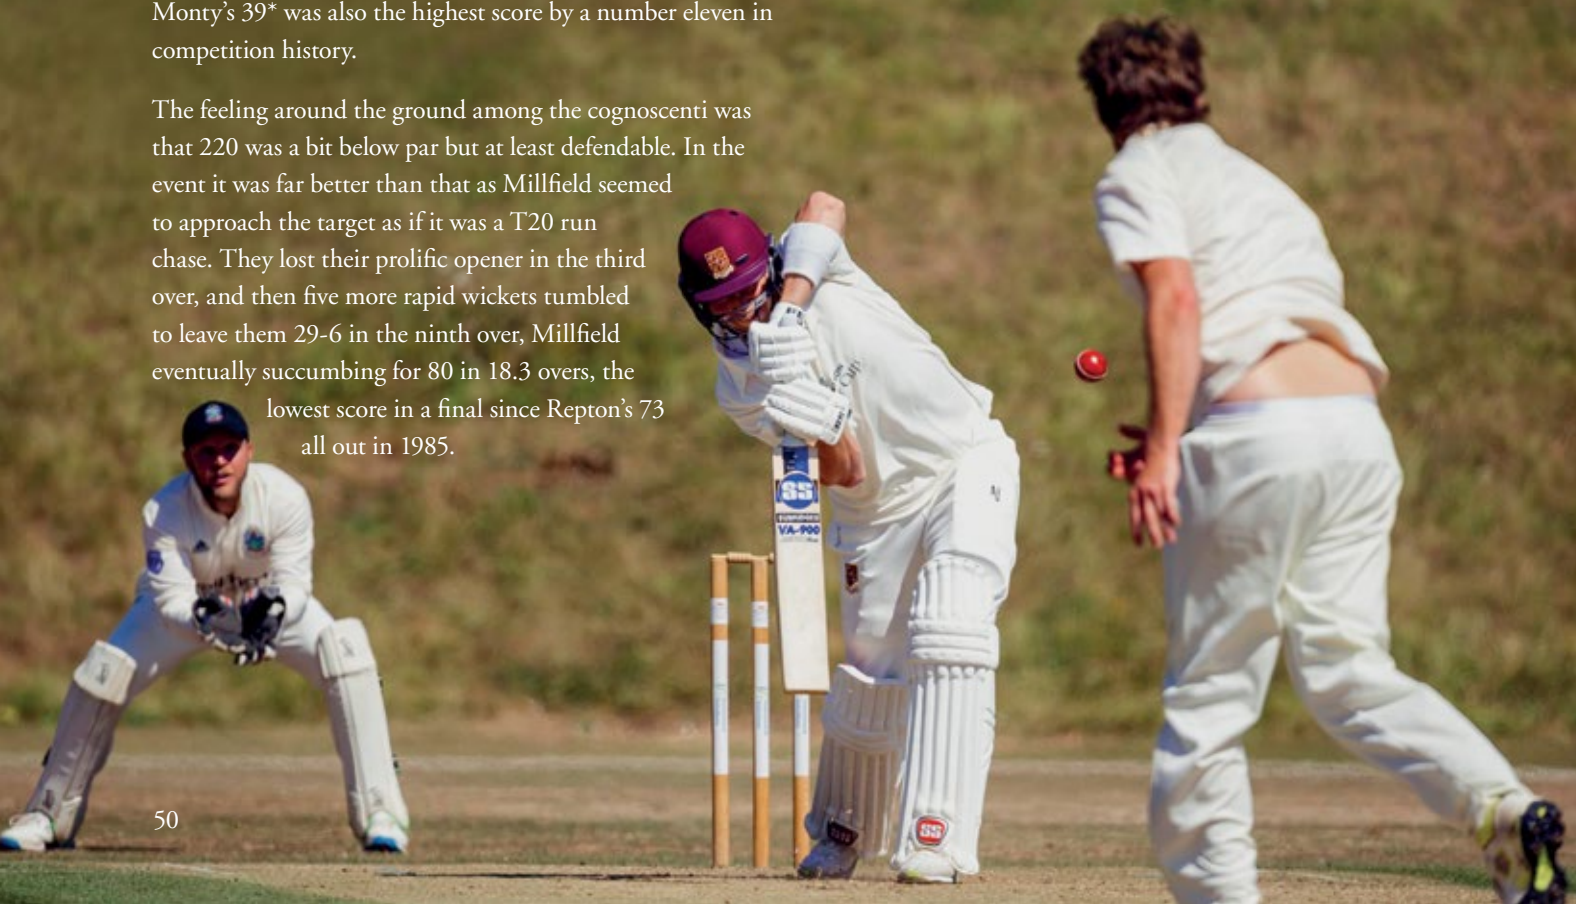 Monty’s 39* was also the highest score by a number eleven in
competition history.
The feeling around the ground among the cognoscenti was
that 220 was a bit below par but at least defendable. In the
event it was far better than that as Millfield seemed
to approach the target as if it was a T20 run
chase. They lost their prolific opener in the third
over, and then five more rapid wickets tumbled
to leave them 29-6 in the ninth over, Millfield
eventually succumbing for 80 in 18.3 overs, the
lowest score in a final since Repton’s 73
all out in 1985.
SS
VA-900
SS
50